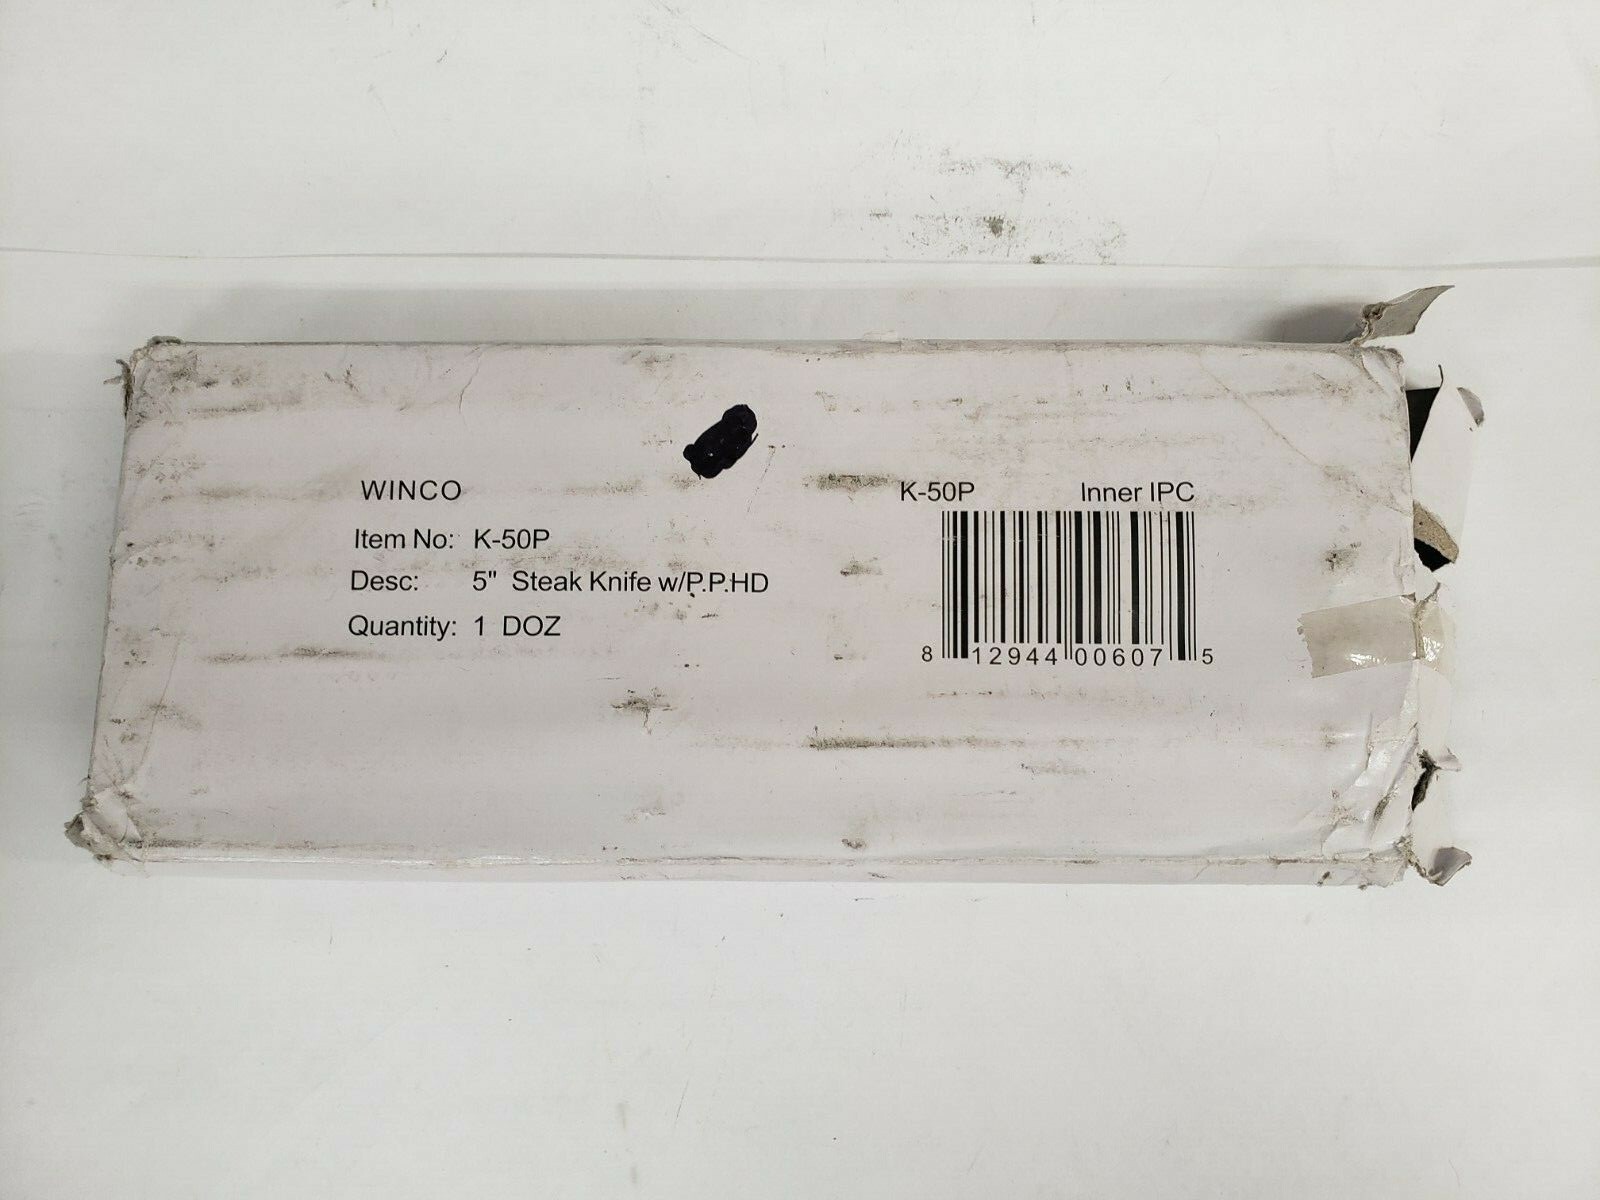 WINCO
Item No: K-50P
Desc: 5" Steak Knife w/P.P.HD
Quantity: 1 DOZ
K-50P Inner IPC
8 12944 00607 5